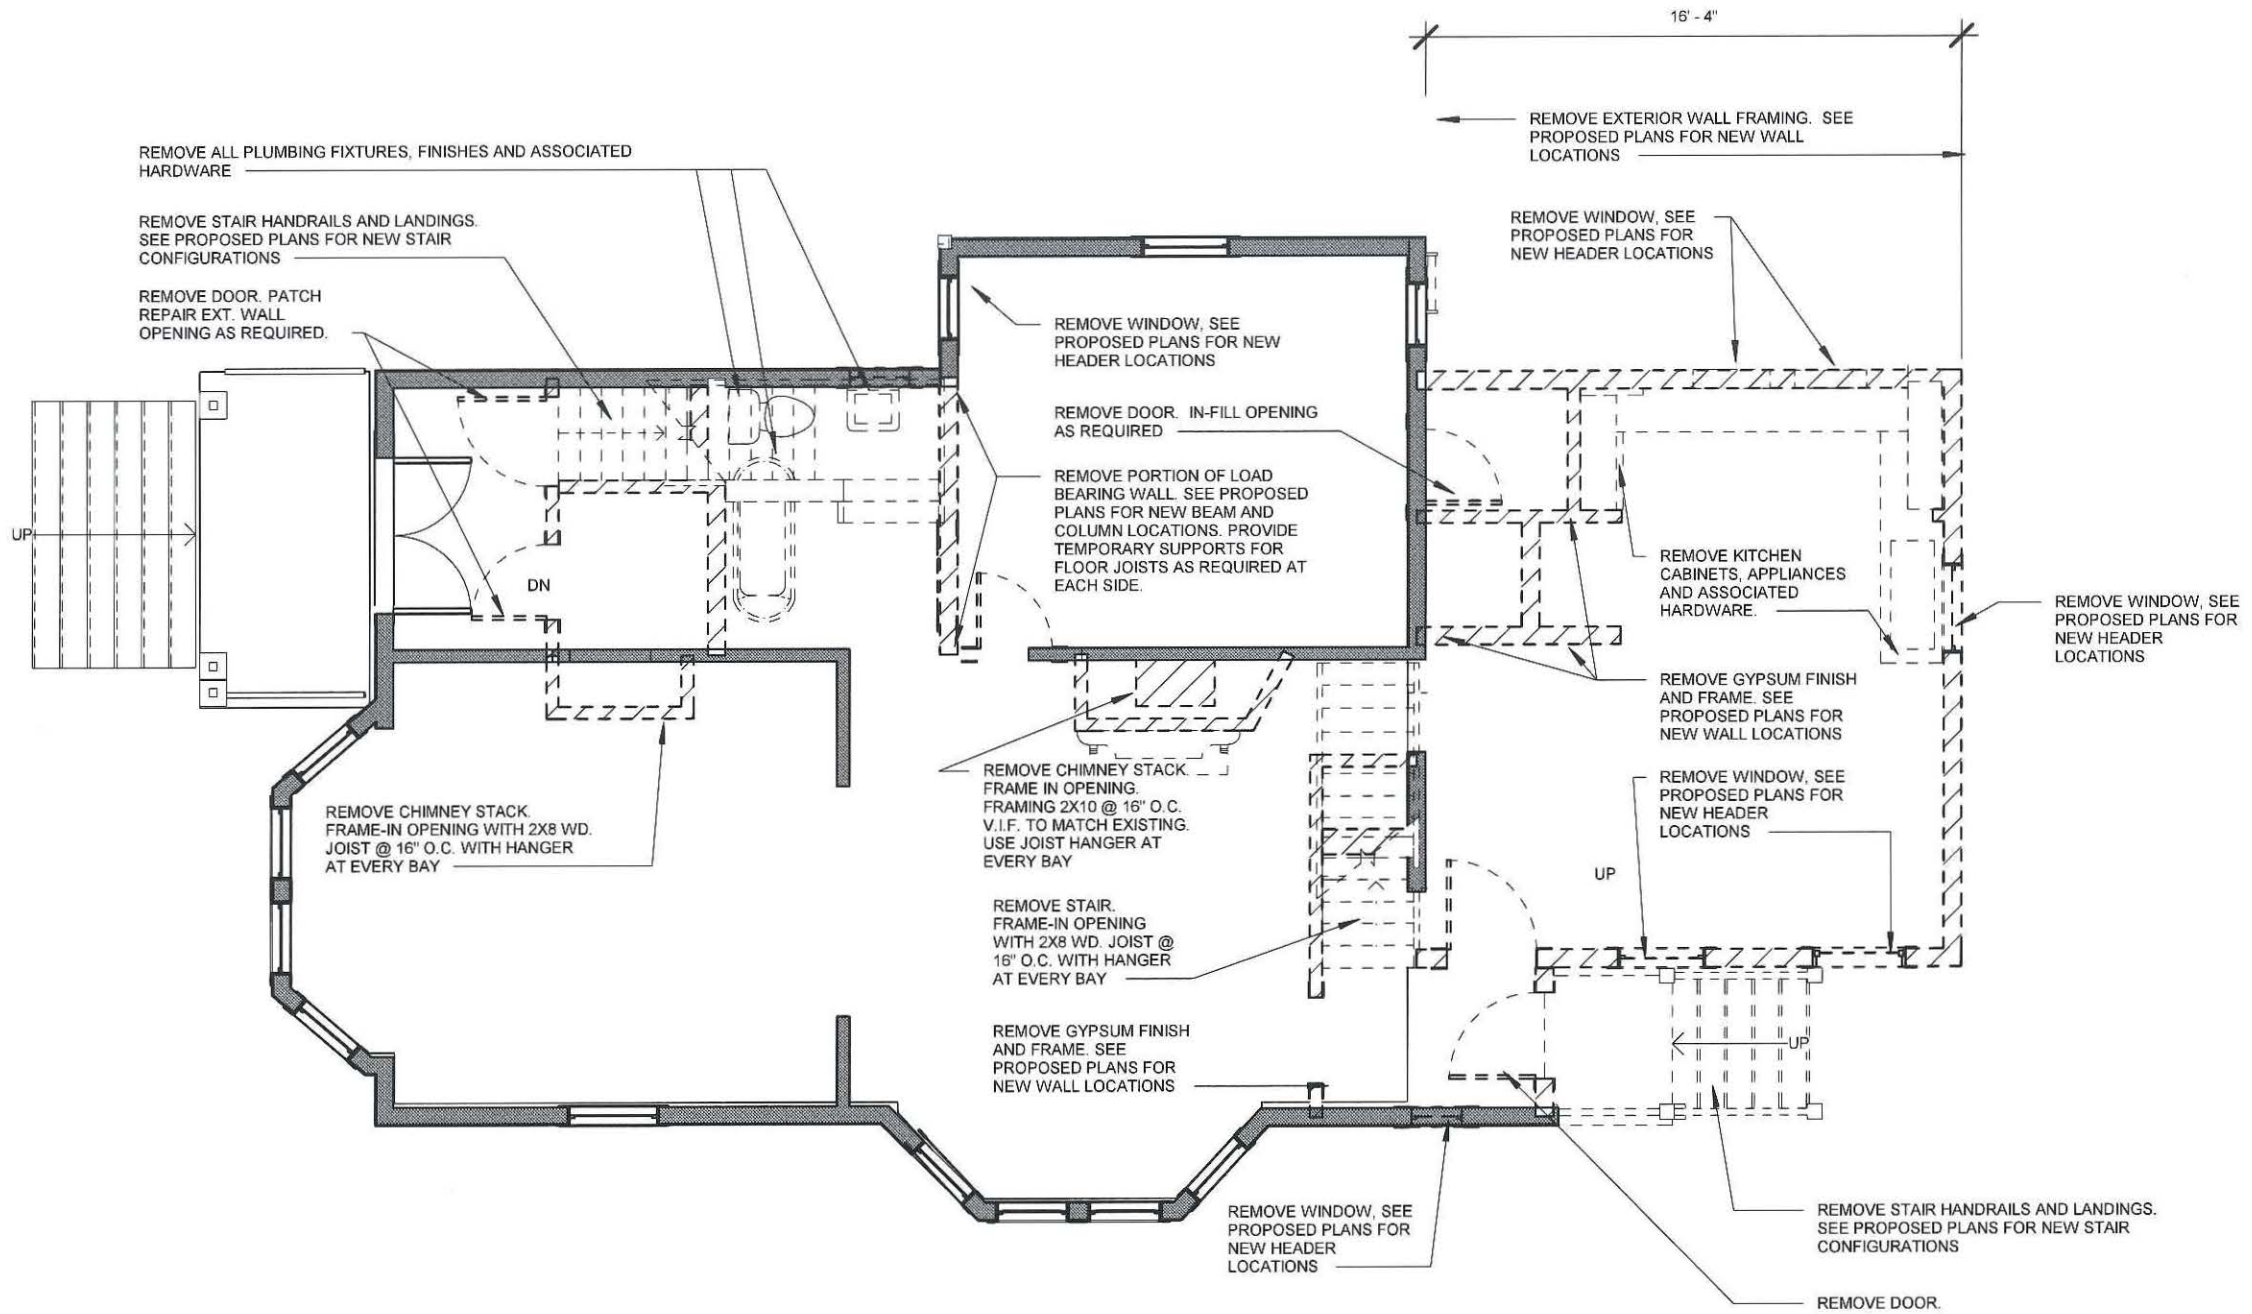 16' - 4"
REMOVE EXTERIOR WALL FRAMING. SEE
PROPOSED PLANS FOR NEW WALL
LOCATIONS
REMOVE ALL PLUMBING FIXTURES, FINISHES AND ASSOCIATED
HARDWARE
REMOVE STAIR HANDRAILS AND LANDINGS.
SEE PROPOSED PLANS FOR NEW STAIR
CONFIGURATIONS
REMOVE WINDOW, SEE
PROPOSED PLANS FOR
NEW HEADER LOCATIONS
REMOVE DOOR. PATCH
REPAIR EXT. WALL
OPENING AS REQUIRED.
REMOVE WINDOW, SEE
PROPOSED PLANS FOR NEW
HEADER LOCATIONS
REMOVE DOOR. IN-FILL OPENING
AS REQUIRED
REMOVE PORTION OF LOAD
BEARING WALL. SEE PROPOSED
PLANS FOR NEW BEAM AND
COLUMN LOCATIONS. PROVIDE
TEMPORARY SUPPORTS FOR
FLOOR JOISTS AS REQUIRED AT
EACH SIDE.
UP
DN
REMOVE KITCHEN
CABINETS, APPLIANCES
AND ASSOCIATED
HARDWARE.
REMOVE WINDOW, SEE
PROPOSED PLANS FOR
NEW HEADER
LOCATIONS
REMOVE GYPSUM FINISH
AND FRAME. SEE
PROPOSED PLANS FOR
NEW WALL LOCATIONS
REMOVE CHIMNEY STACK.
FRAME IN OPENING.
FRAMING 2X10 @ 16" O.C.
V.I.F. TO MATCH EXISTING.
USE JOIST HANGER AT
EVERY BAY
REMOVE WINDOW, SEE
PROPOSED PLANS FOR
NEW HEADER
LOCATIONS
REMOVE CHIMNEY STACK.
FRAME-IN OPENING WITH 2X8 WD.
JOIST @ 16" O.C. WITH HANGER
AT EVERY BAY
UP
REMOVE STAIR.
FRAME-IN OPENING
WITH 2X8 WD. JOIST @
16" O.C. WITH HANGER
AT EVERY BAY
REMOVE GYPSUM FINISH
AND FRAME. SEE
PROPOSED PLANS FOR
NEW WALL LOCATIONS
UP
REMOVE WINDOW, SEE
PROPOSED PLANS FOR
NEW HEADER
LOCATIONS
REMOVE STAIR HANDRAILS AND LANDINGS.
SEE PROPOSED PLANS FOR NEW STAIR
CONFIGURATIONS
REMOVE DOOR.